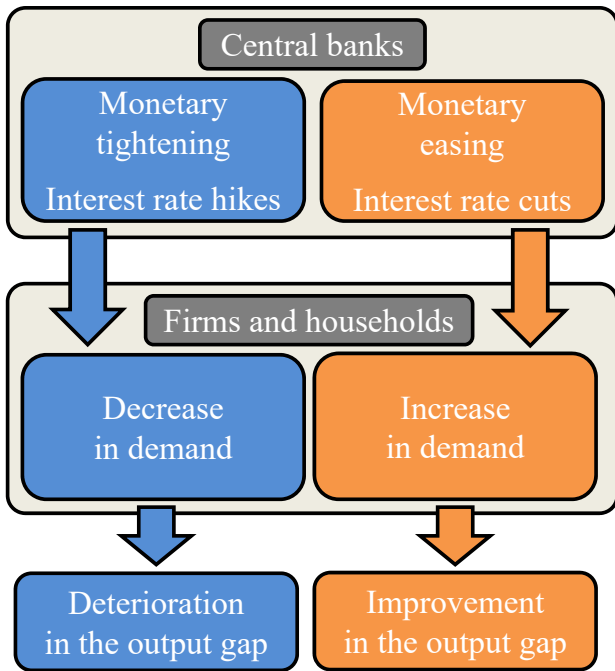 Central banks
Monetary
tightening
Interest rate hikes
Monetary
easing
Interest rate cuts
Firms and households
Decrease
in demand
Increase
in demand
Deterioration
in the output gap
Improvement
in the output gap